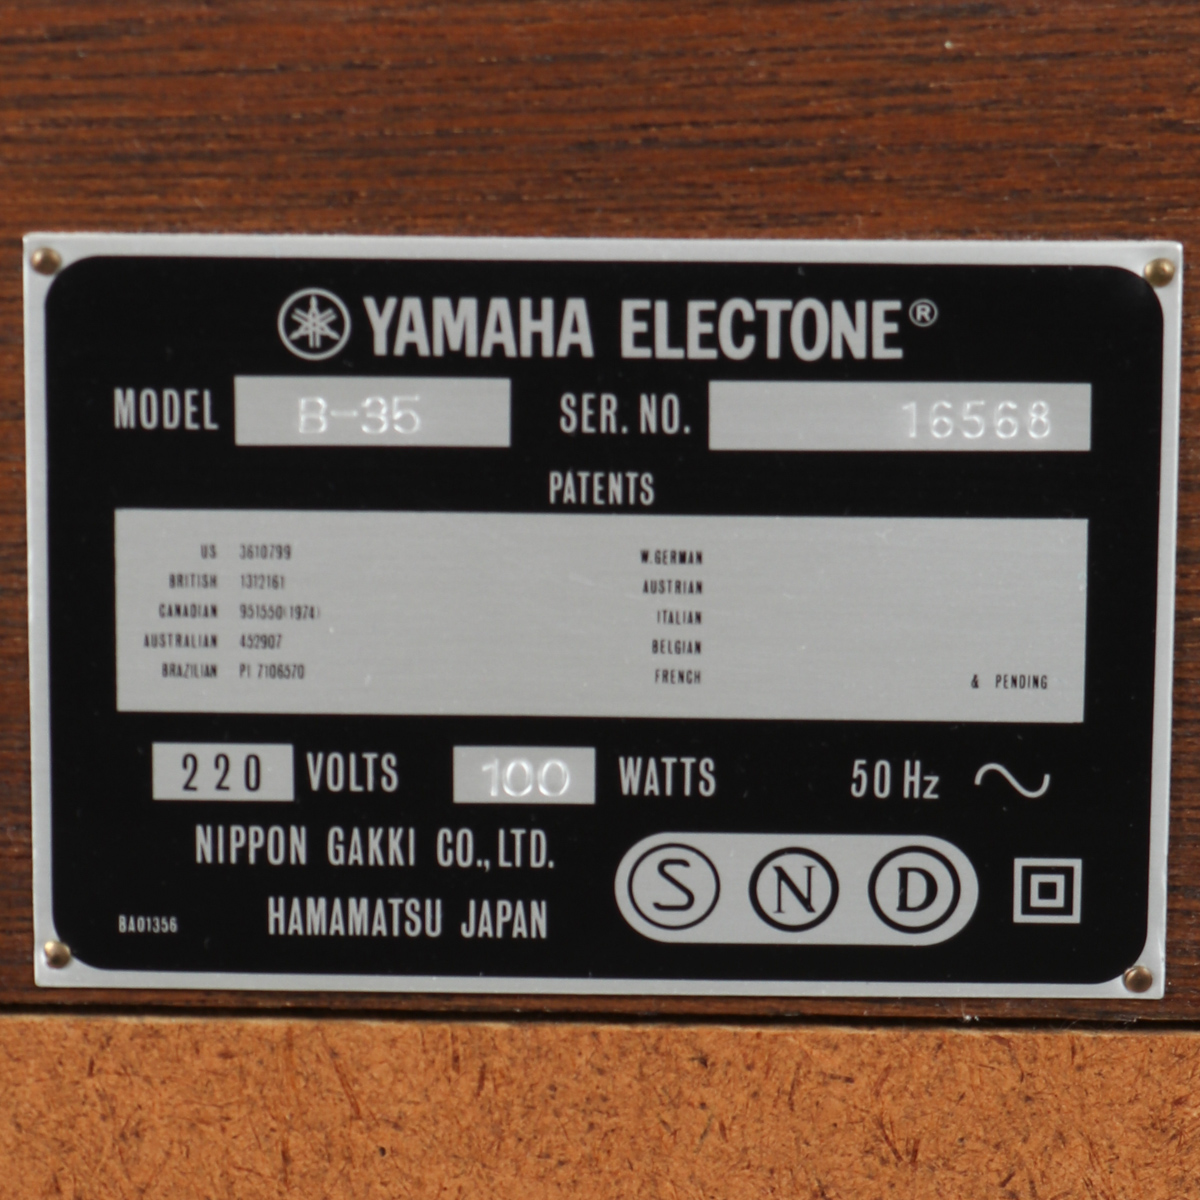 YAMAHA ELECTONE®
MODEL B-35 SER. NO. 16568
PATENTS
US 3610799 W. GERMAN
BRITISH 1312161 AUSTRIAN
CANADIAN 951550(1974) ITALIAN
AUSTRALIAN 452907 BELGIAN
BRAZILIAN PI 7106570 FRENCH & PENDING
220 VOLTS 100 WATTS 50 Hz
NIPPON GAKKI CO., LTD.
S N D
BA01356 HAMAMATSU JAPAN